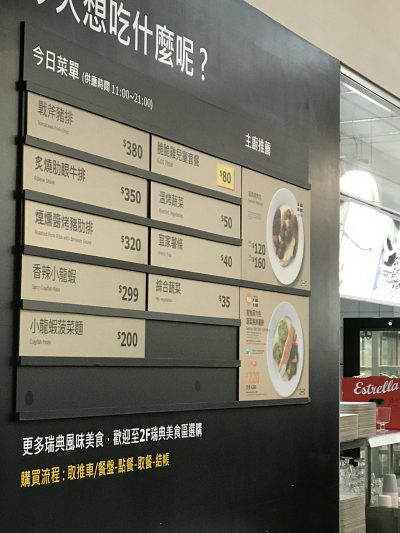 想吃什麼呢？
今日菜單 (供應時間 11:00~21:00)
戰斧豬排
$380
炙燒肋眼牛排
$350
煙燻醬烤豬肋排
$320
香辣小龍蝦
$299
小龍蝦菠菜麵
$200
脆脆雞兒童套餐
$80
溫烤蔬菜
$50
宜家薯條
$40
綜合蔬菜
$35
主廚推薦
$120
$160
$220
Estrella
更多瑞典風味美食，歡迎至2F瑞典美食區選購
購買流程：取推車/餐盤-點餐-取餐-結帳